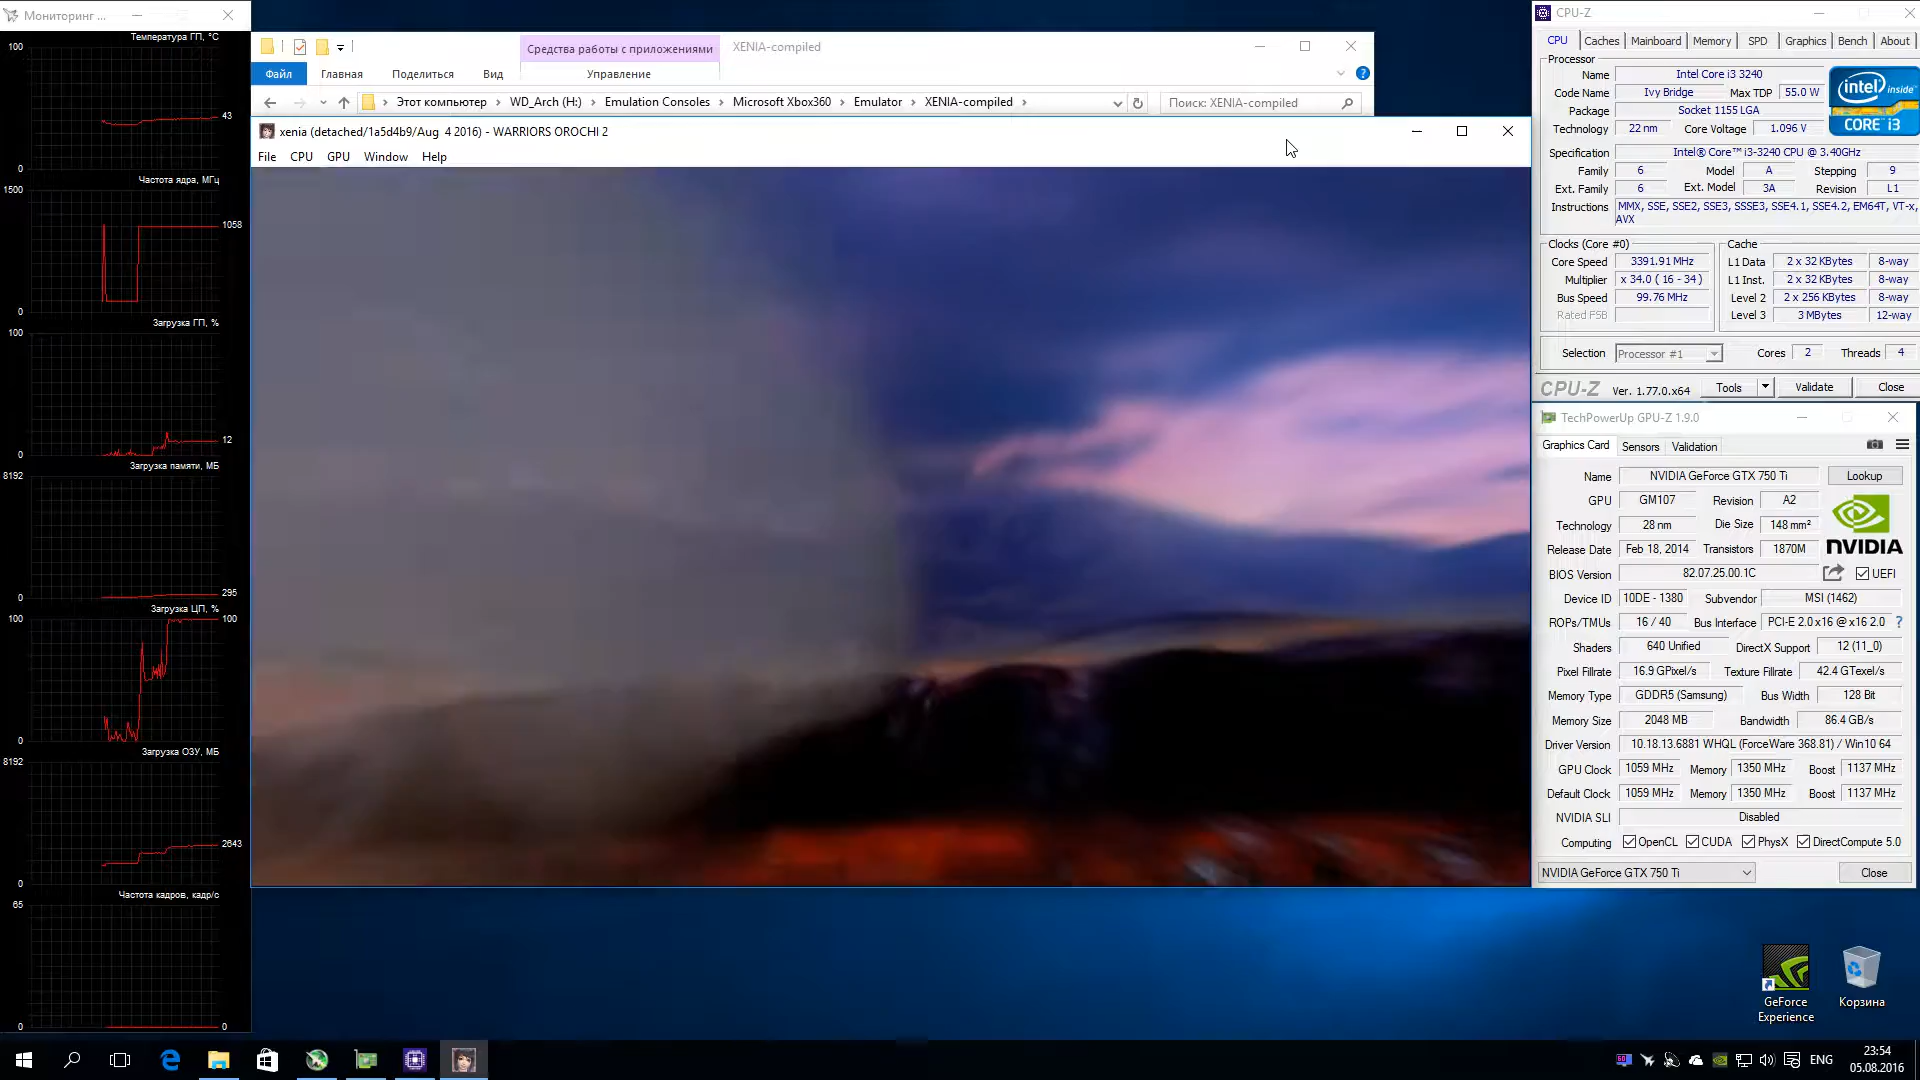 Мониторинг ...
Температура ГП, °C
100
43
0
Частота ядра, МГц
1500
1058
0
Загрузка ГП, %
100
12
0
Загрузка памяти, МБ
8192
295
0
Загрузка ЦП, %
100
100
0
Загрузка ОЗУ, МБ
8192
2643
0
Частота кадров, кадр/с
65
0
0
Средства работы с приложениями
XENIA-compiled
Файл
Главная
Поделиться
Вид
Управление
Этот компьютер
WD_Arch (H:)
Emulation Consoles
Microsoft Xbox360
Emulator
XENIA-compiled
Поиск: XENIA-compiled
xenia (detached/1a5d4b9/Aug 4 2016) - WARRIORS OROCHI 2
File CPU GPU Window Help
CPU-Z
CPU Caches Mainboard Memory SPD Graphics Bench About
Processor
Name Intel Core i3 3240
Code Name Ivy Bridge Max TDP 55.0 W
Package Socket 1155 LGA
Technology 22 nm Core Voltage 1.096 V
intel inside
CORE i3
Specification Intel® Core™ i3-3240 CPU @ 3.40GHz
Family 6 Model A Stepping 9
Ext. Family 6 Ext. Model 3A Revision L1
Instructions MMX, SSE, SSE2, SSE3, SSSE3, SSE4.1, SSE4.2, EM64T, VT-x,
AVX
Clocks (Core #0)
Core Speed 3391.91 MHz
Multiplier x 34.0 ( 16 - 34 )
Bus Speed 99.76 MHz
Rated FSB
Cache
L1 Data 2 x 32 KBytes 8-way
L1 Inst. 2 x 32 KBytes 8-way
Level 2 2 x 256 KBytes 8-way
Level 3 3 MBytes 12-way
Selection Processor #1 Cores 2 Threads 4
CPU-Z Ver. 1.77.0.x64 Tools Validate Close
TechPowerUp GPU-Z 1.9.0
Graphics Card Sensors Validation
Name NVIDIA GeForce GTX 750 Ti Lookup
GPU GM107 Revision A2
Technology 28 nm Die Size 148 mm²
Release Date Feb 18, 2014 Transistors 1870M
NVIDIA
BIOS Version 82.07.25.00.1C UEFI
Device ID 10DE - 1380 Subvendor MSI (1462)
ROPs/TMUs 16 / 40 Bus Interface PCI-E 2.0 x16 @ x16 2.0 ?
Shaders 640 Unified DirectX Support 12 (11_0)
Pixel Fillrate 16.9 GPixel/s Texture Fillrate 42.4 GTexel/s
Memory Type GDDR5 (Samsung) Bus Width 128 Bit
Memory Size 2048 MB Bandwidth 86.4 GB/s
Driver Version 10.18.13.6881 WHQL (ForceWare 368.81) / Win10 64
GPU Clock 1059 MHz Memory 1350 MHz Boost 1137 MHz
Default Clock 1059 MHz Memory 1350 MHz Boost 1137 MHz
NVIDIA SLI Disabled
Computing OpenCL CUDA PhysX DirectCompute 5.0
NVIDIA GeForce GTX 750 Ti Close
GeForce
Experience
Корзина
60
ENG
23:54
05.08.2016